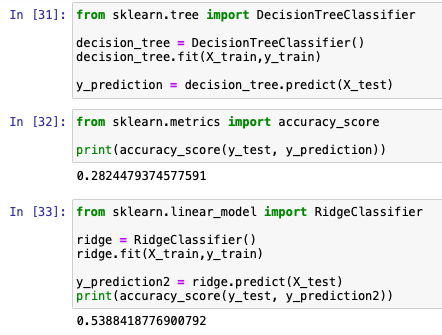 In [31]: from sklearn.tree import DecisionTreeClassifier
decision_tree = DecisionTreeClassifier()
decision_tree.fit(X_train,y_train)
y_prediction = decision_tree.predict(X_test)
In [32]: from sklearn.metrics import accuracy_score
print(accuracy_score(y_test, y_prediction))
0.2824479374577591
In [33]: from sklearn.linear_model import RidgeClassifier
ridge = RidgeClassifier()
ridge.fit(X_train,y_train)
y_prediction2 = ridge.predict(X_test)
print(accuracy_score(y_test, y_prediction2))
0.5388418776900792